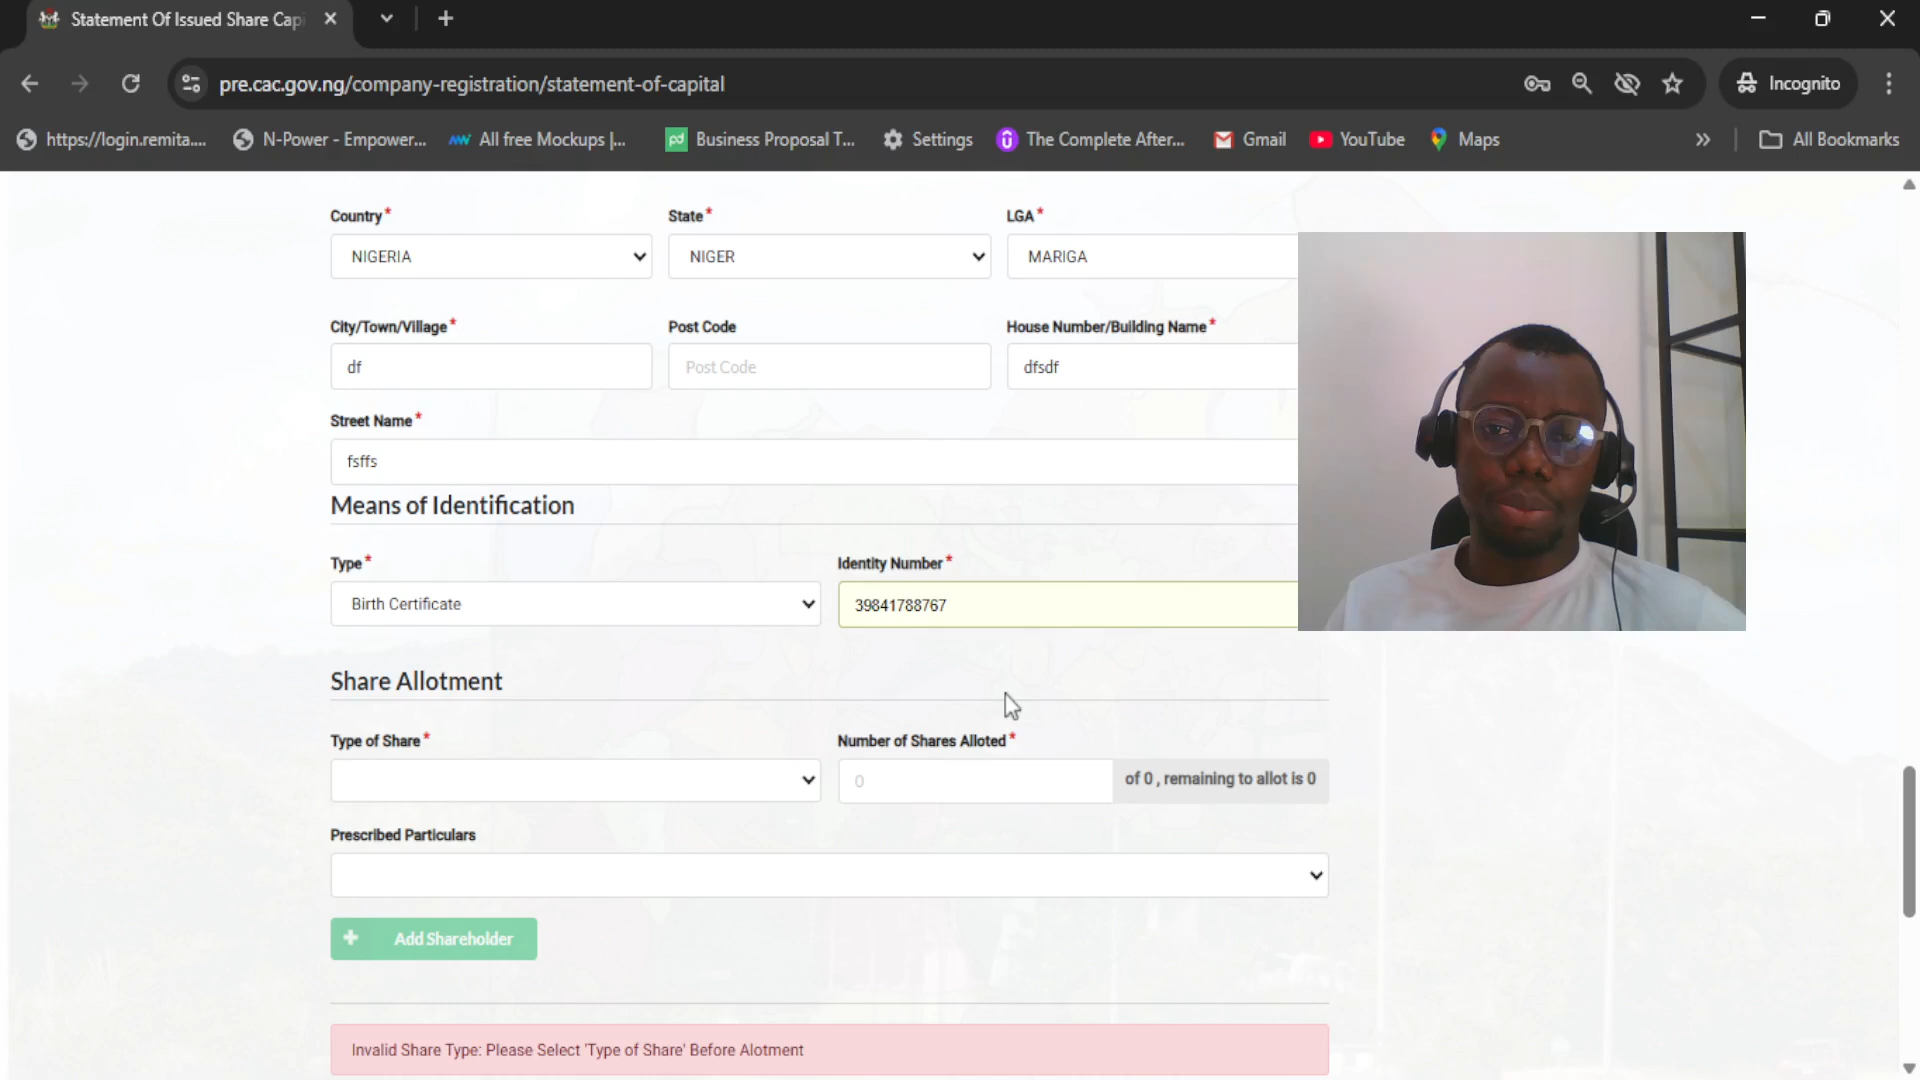 Statement Of Issued Share Cap
pre.cac.gov.ng/company-registration/statement-of-capital
Incognito
https://login.remita....
N-Power - Empower...
All free Mockups |...
pd
Business Proposal T...
Settings
The Complete After...
Gmail
YouTube
Maps
All Bookmarks
Country*
State*
LGA*
NIGERIA
NIGER
MARIGA
City/Town/Village*
Post Code
House Number/Building Name*
df
Post Code
dfsdf
Street Name*
fsffs
Means of Identification
Type*
Identity Number*
Birth Certificate
39841788767
Share Allotment
Type of Share*
Number of Shares Alloted*
0
of 0 , remaining to allot is 0
Prescribed Particulars
+ Add Shareholder
Invalid Share Type: Please Select 'Type of Share' Before Alotment